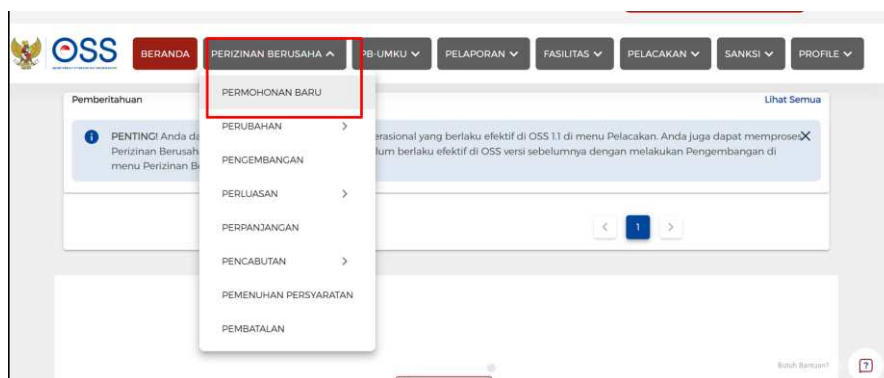 OSS
BERANDA
PERIZINAN BERUSAHA
PB-UMKU
PELAPORAN
FASILITAS
PELACAKAN
SANKSI
PROFILE
Pemberitahuan
Lihat Semua
PERMOHONAN BARU
PERUBAHAN
PENGEMBANGAN
PERLUASAN
PERPANJANGAN
PENCABUTAN
PEMENUHAN PERSYARATAN
PEMBATALAN
PENTING! Anda erasional yang berlaku efektif di OSS 1.1 di menu Pelacakan. Anda juga dapat memproses
Perizinan berlaku efektif di OSS versi sebelumnya dengan melakukan Pengembangan di
menu Perizinan
1
Butuh Bantuan?
?